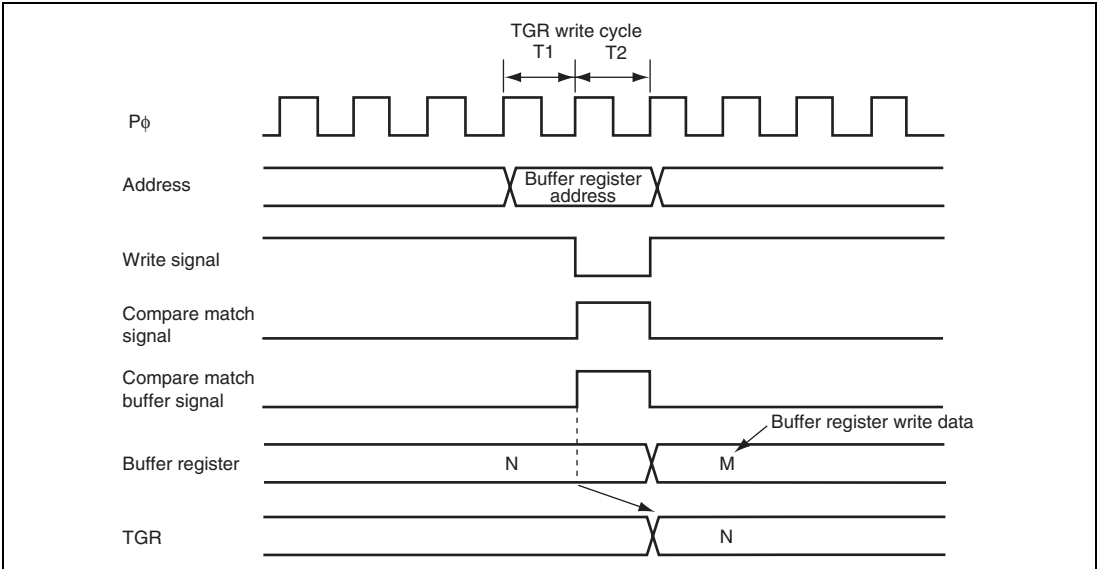 TGR write cycle
T1 T2
Pϕ
Address
Buffer register
address
Write signal
Compare match
signal
Compare match
buffer signal
Buffer register write data
Buffer register
N M
TGR
N